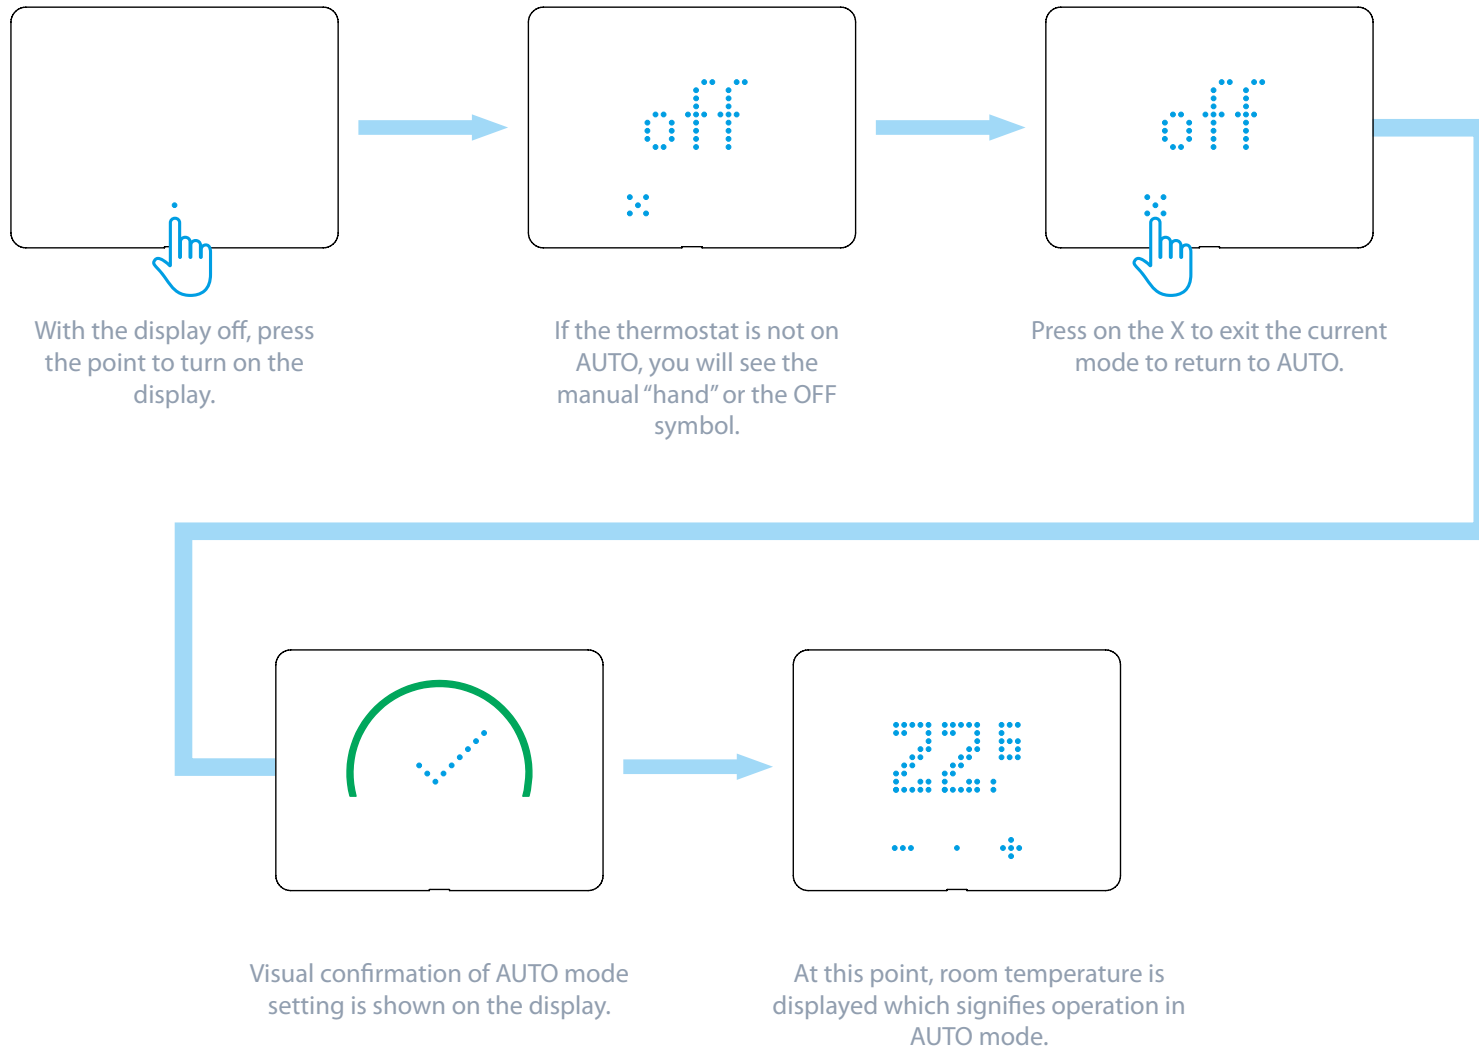 off
off
With the display off, press
the point to turn on the
display.
If the thermostat is not on
AUTO, you will see the
manual “hand” or the OFF
symbol.
Press on the X to exit the current
mode to return to AUTO.
22.6
Visual confirmation of AUTO mode
setting is shown on the display.
At this point, room temperature is
displayed which signifies operation in
AUTO mode.